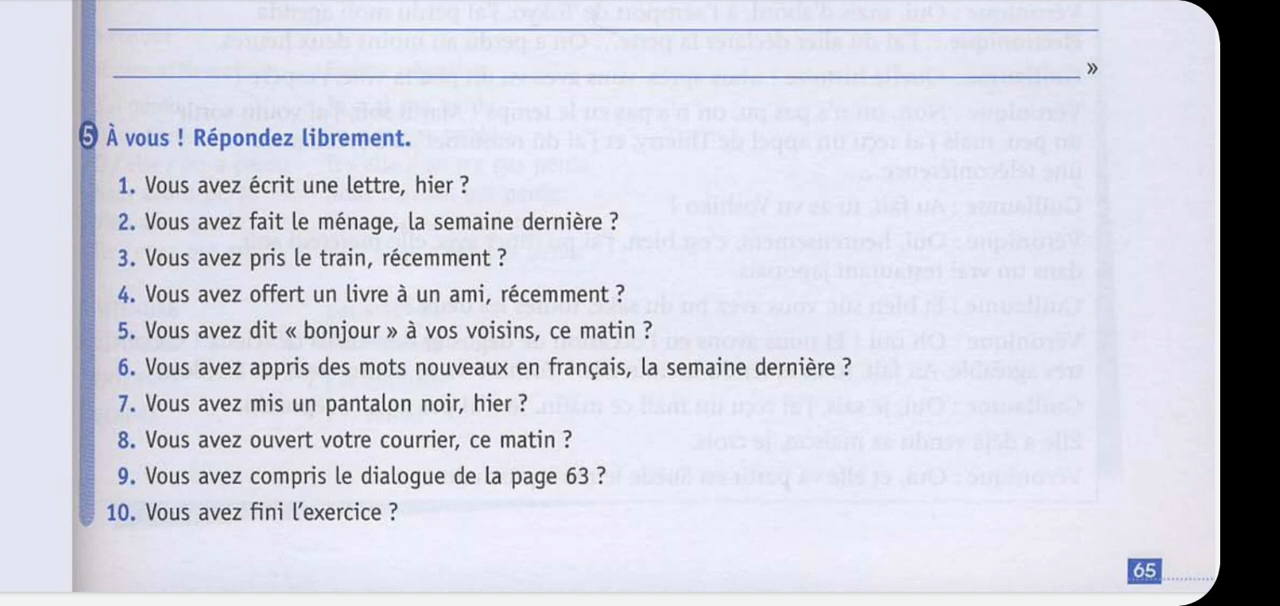 »
5 À vous ! Répondez librement.
1. Vous avez écrit une lettre, hier ?
2. Vous avez fait le ménage, la semaine dernière ?
3. Vous avez pris le train, récemment ?
4. Vous avez offert un livre à un ami, récemment ?
5. Vous avez dit « bonjour » à vos voisins, ce matin ?
6. Vous avez appris des mots nouveaux en français, la semaine dernière ?
7. Vous avez mis un pantalon noir, hier ?
8. Vous avez ouvert votre courrier, ce matin ?
9. Vous avez compris le dialogue de la page 63 ?
10. Vous avez fini l'exercice ?
65